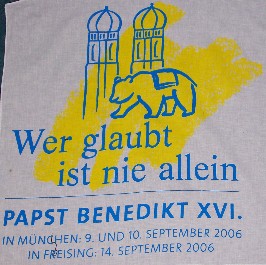 Wer glaubt
ist nie allein
PAPST BENEDIKT XVI.
IN MÜNCHEN: 9. UND 10. SEPTEMBER 2006
IN FREISING: 14. SEPTEMBER 2006